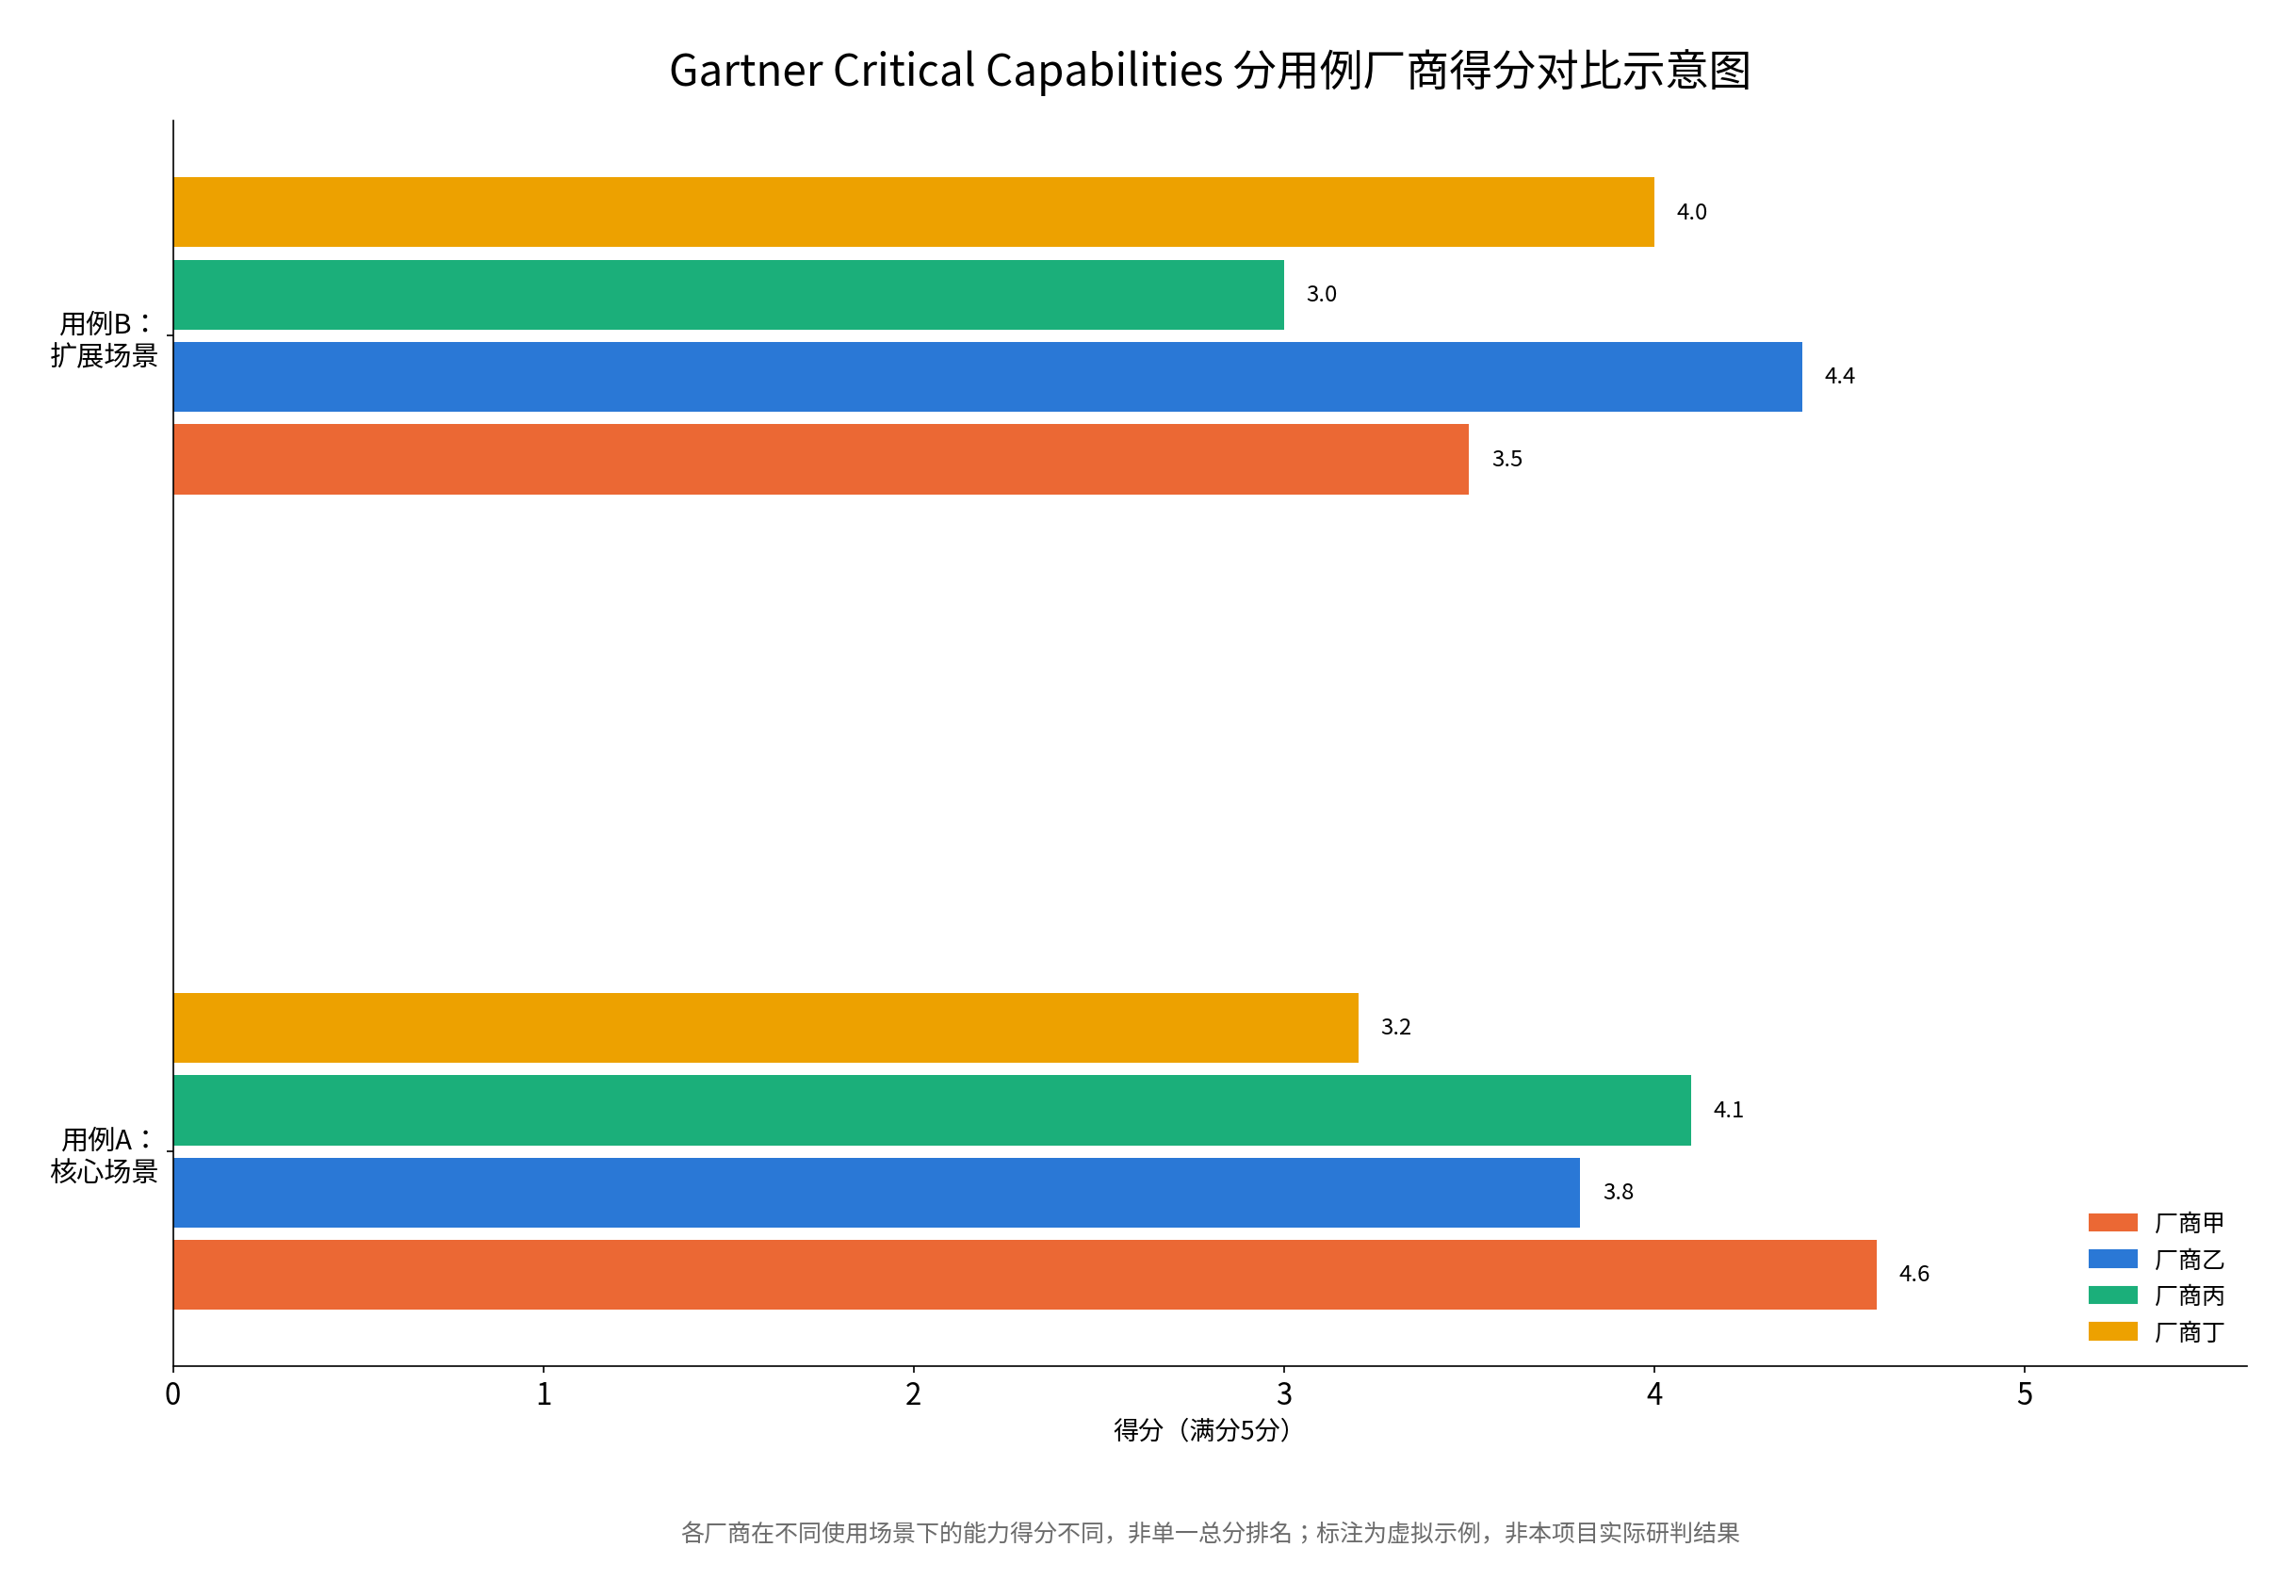 Gartner Critical Capabilities 分用例厂商得分对比示意图
4.0
3.0
用例B：
扩展场景
4.4
3.5
3.2
4.1
用例A：
核心场景
3.8
4.6
厂商甲
厂商乙
厂商丙
厂商丁
0 1 2 3 4 5
得分（满分5分）
各厂商在不同使用场景下的能力得分不同，非单一总分排名；标注为虚拟示例，非本项目实际研判结果